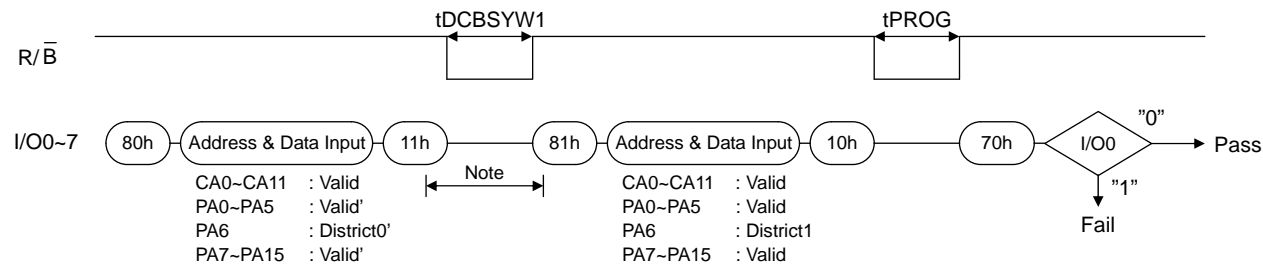 tDCBSYW1
tPROG
R/B̅
I/O0~7
80h
Address & Data Input
11h
81h
Address & Data Input
10h
70h
I/O0
"0"
Pass
"1"
Fail
Note
CA0~CA11 : Valid
PA0~PA5 : Valid'
PA6 : District0'
PA7~PA15 : Valid'
CA0~CA11 : Valid
PA0~PA5 : Valid
PA6 : District1
PA7~PA15 : Valid